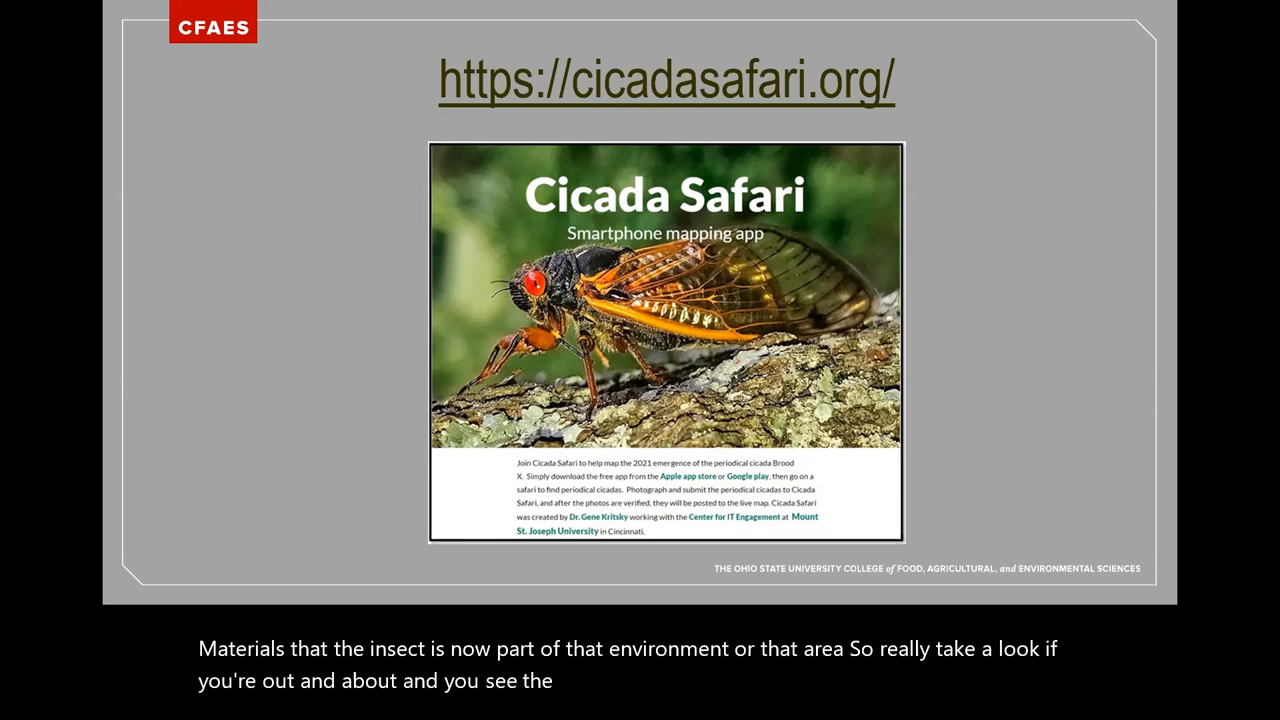 CFAES
https://cicadasafari.org/
Cicada Safari
Smartphone mapping app
Join Cicada Safari to help map the 2021 emergence of the periodical cicada Brood
X. Simply download the free app from the Apple app store or Google play, then go on a
safari to find periodical cicadas. Photograph and submit the periodical cicadas to Cicada
Safari, and after the photos are verified, they will be posted to the live map. Cicada Safari
was created by Dr. Gene Kritsky working with the Center for IT Engagement at Mount
St. Joseph University in Cincinnati.
THE OHIO STATE UNIVERSITY COLLEGE of FOOD, AGRICULTURAL, and ENVIRONMENTAL SCIENCES
Materials that the insect is now part of that environment or that area So really take a look if
you're out and about and you see the